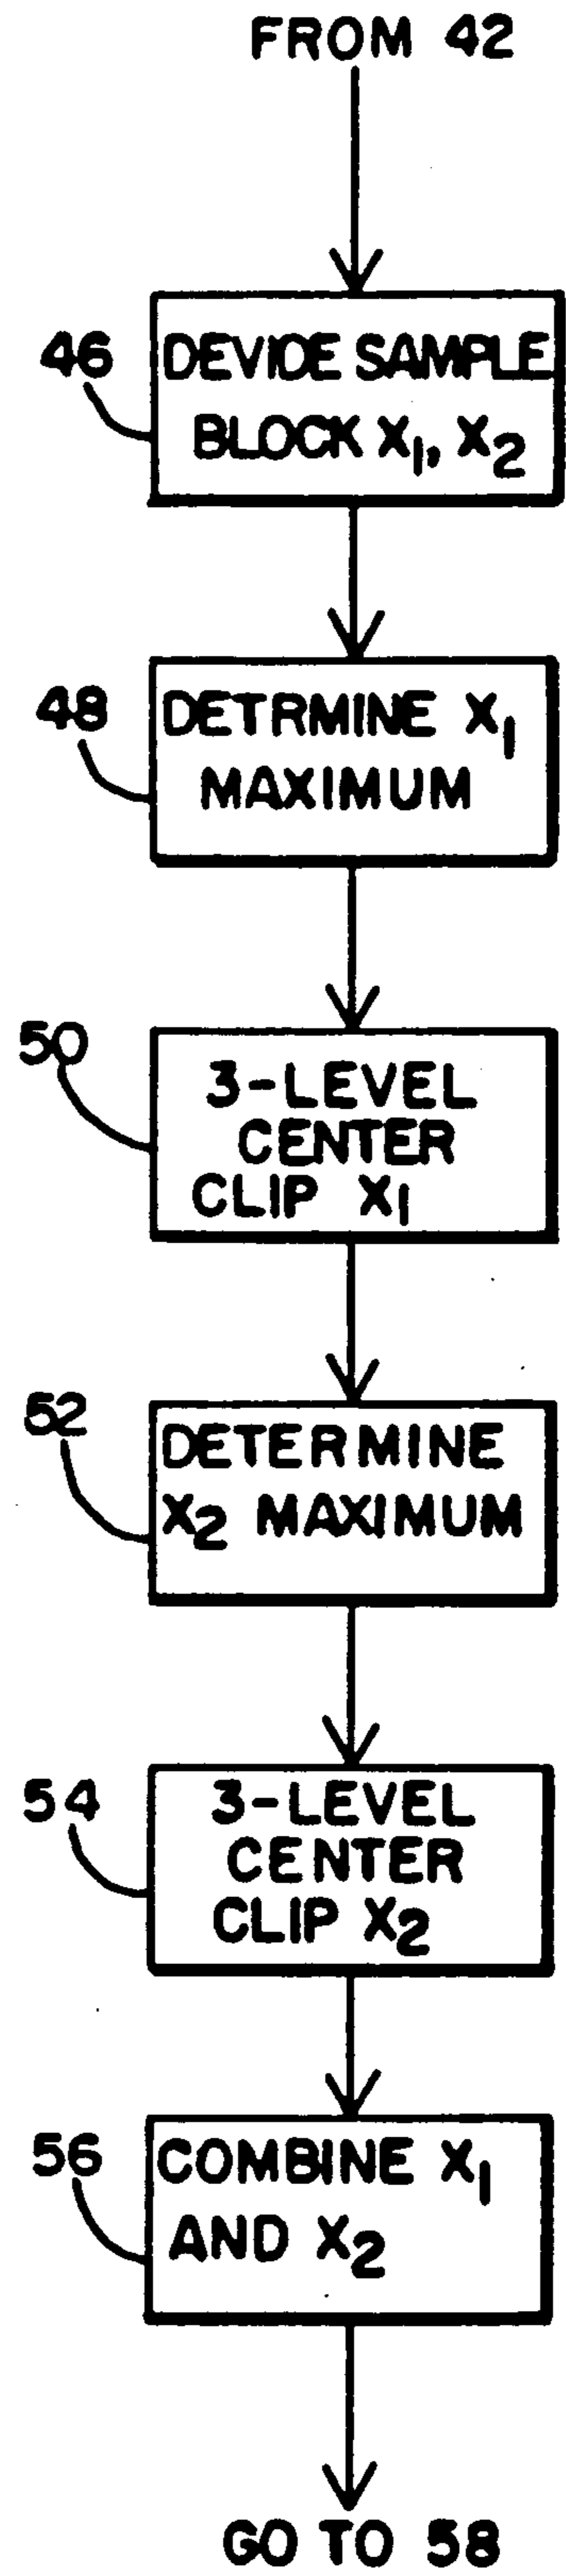 FROM 42
46
DEVIDE SAMPLE
BLOCK X₁, X₂
48
DETRMINE X₁
MAXIMUM
50
3-LEVEL
CENTER
CLIP X₁
52
DETERMINE
X₂ MAXIMUM
54
3-LEVEL
CENTER
CLIP X₂
56
COMBINE X₁
AND X₂
GO TO 58